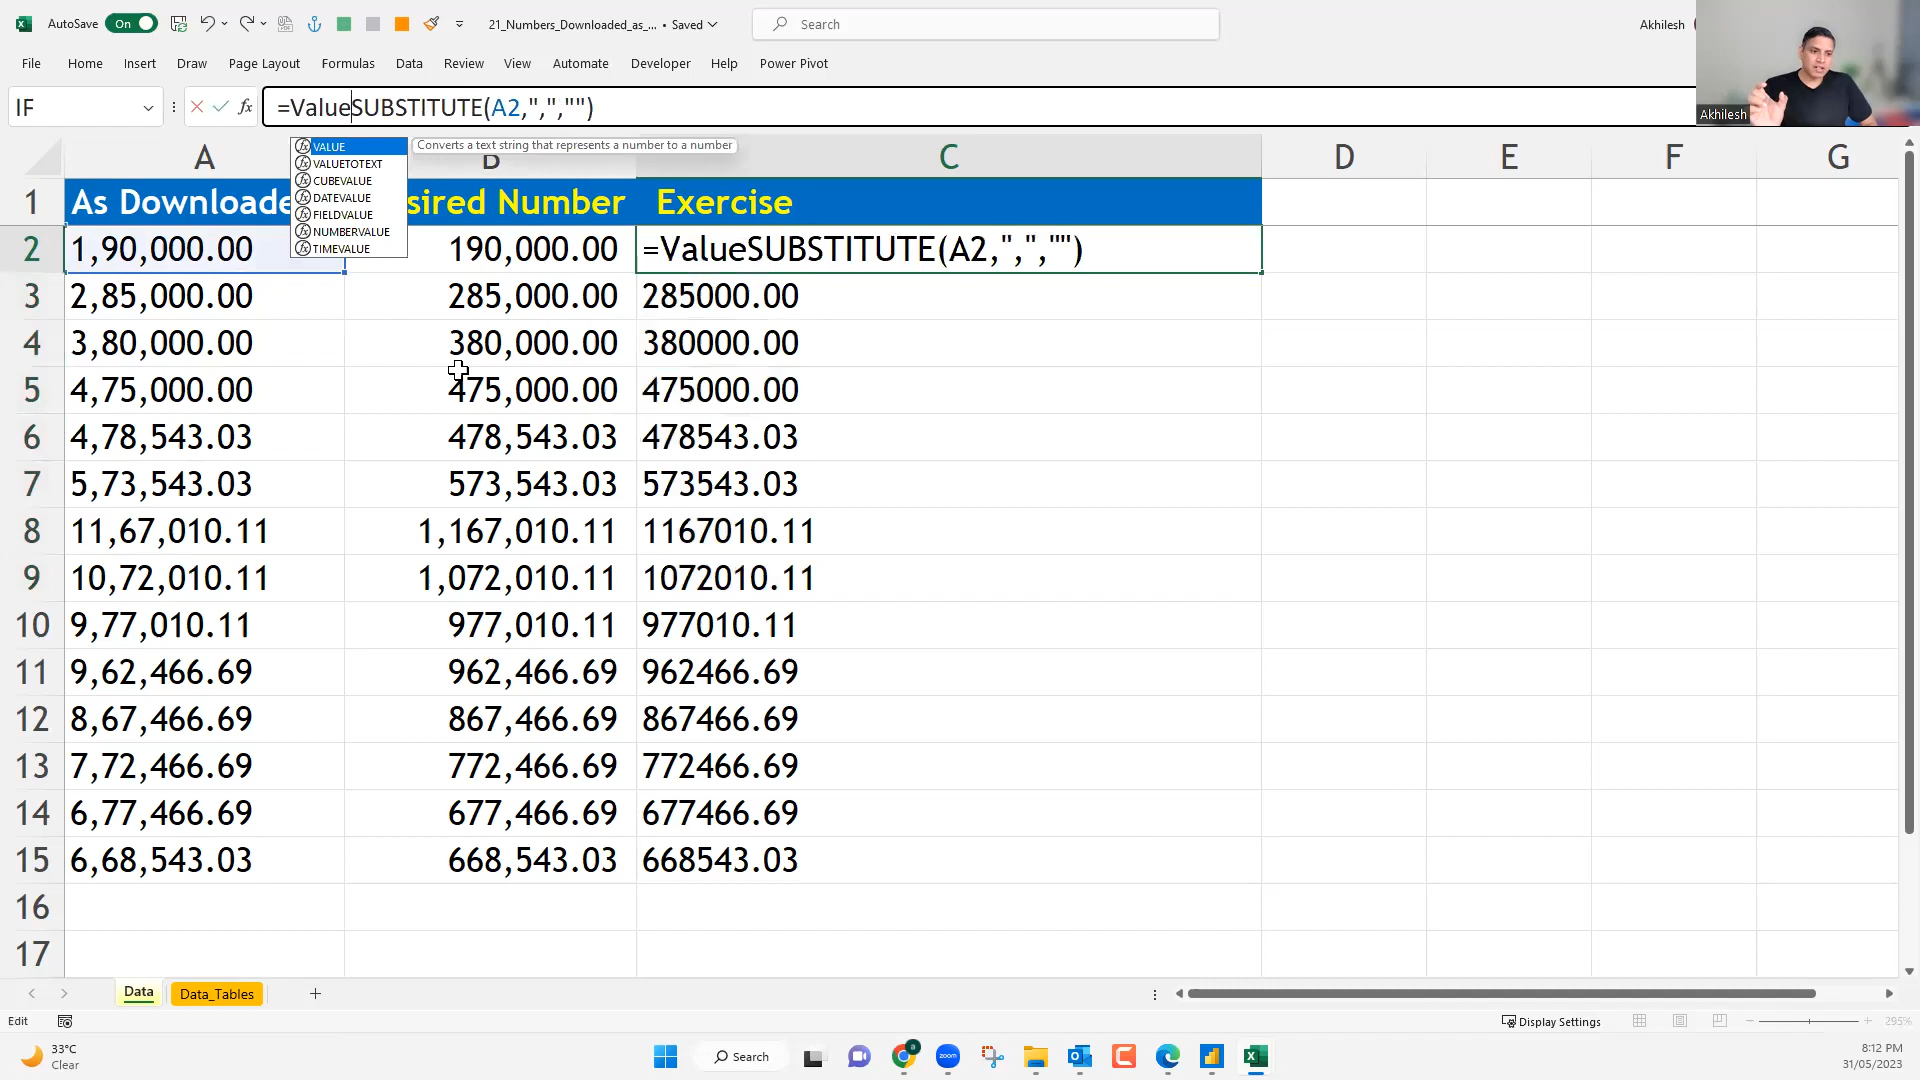 AutoSave On 21_Numbers_Downloaded_as_... • Saved Search Akhilesh
File Home Insert Draw Page Layout Formulas Data Review View Automate Developer Help Power Pivot
Akhilesh
IF fx =ValueSUBSTITUTE(A2,",","")
VALUE Converts a text string that represents a number to a number
VALUETOTEXT
CUBEVALUE
DATEVALUE
FIELDVALUE
NUMBERVALUE
TIMEVALUE
A B C D E F G
1 As Downloade sired Number Exercise
2 1,90,000.00 190,000.00 =ValueSUBSTITUTE(A2,",","")
3 2,85,000.00 285,000.00 285000.00
4 3,80,000.00 380,000.00 380000.00
5 4,75,000.00 475,000.00 475000.00
6 4,78,543.03 478,543.03 478543.03
7 5,73,543.03 573,543.03 573543.03
8 11,67,010.11 1,167,010.11 1167010.11
9 10,72,010.11 1,072,010.11 1072010.11
10 9,77,010.11 977,010.11 977010.11
11 9,62,466.69 962,466.69 962466.69
12 8,67,466.69 867,466.69 867466.69
13 7,72,466.69 772,466.69 772466.69
14 6,77,466.69 677,466.69 677466.69
15 6,68,543.03 668,543.03 668543.03
16
17
Data Data_Tables
Edit Display Settings 295%
33°C
Clear
Search
zoom
8:12 PM
31/05/2023